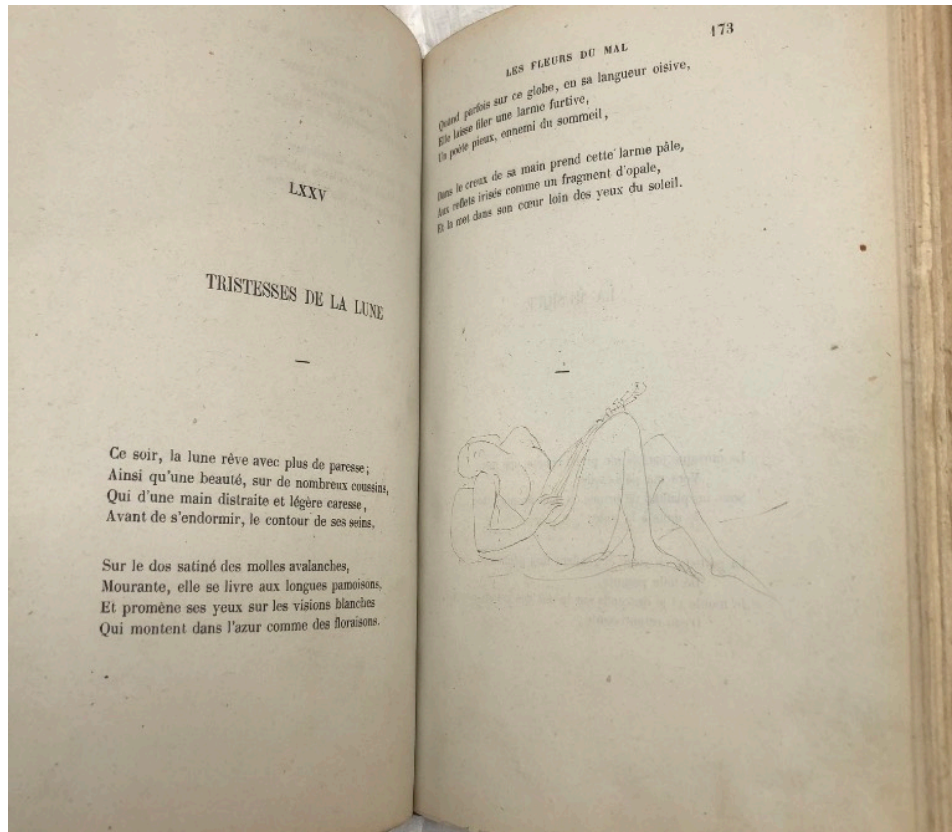 LXXV
TRISTESSES DE LA LUNE
Ce soir, la lune rêve avec plus de paresse;
Ainsi qu'une beauté, sur de nombreux coussins,
Qui d'une main distraite et légère caresse,
Avant de s'endormir, le contour de ses seins,
Sur le dos satiné des molles avalanches,
Mourante, elle se livre aux longues pamoisons,
Et promène ses yeux sur les visions blanches
Qui montent dans l'azur comme des floraisons.
LES FLEURS DU MAL
173
Quand parfois sur ce globe, en sa langueur oisive,
Elle laisse filer une larme furtive,
Un poëte pieux, ennemi du sommeil,
Dans le creux de sa main prend cette larme pâle,
Aux reflets irisés comme un fragment d'opale,
Et la met dans son cœur loin des yeux du soleil.